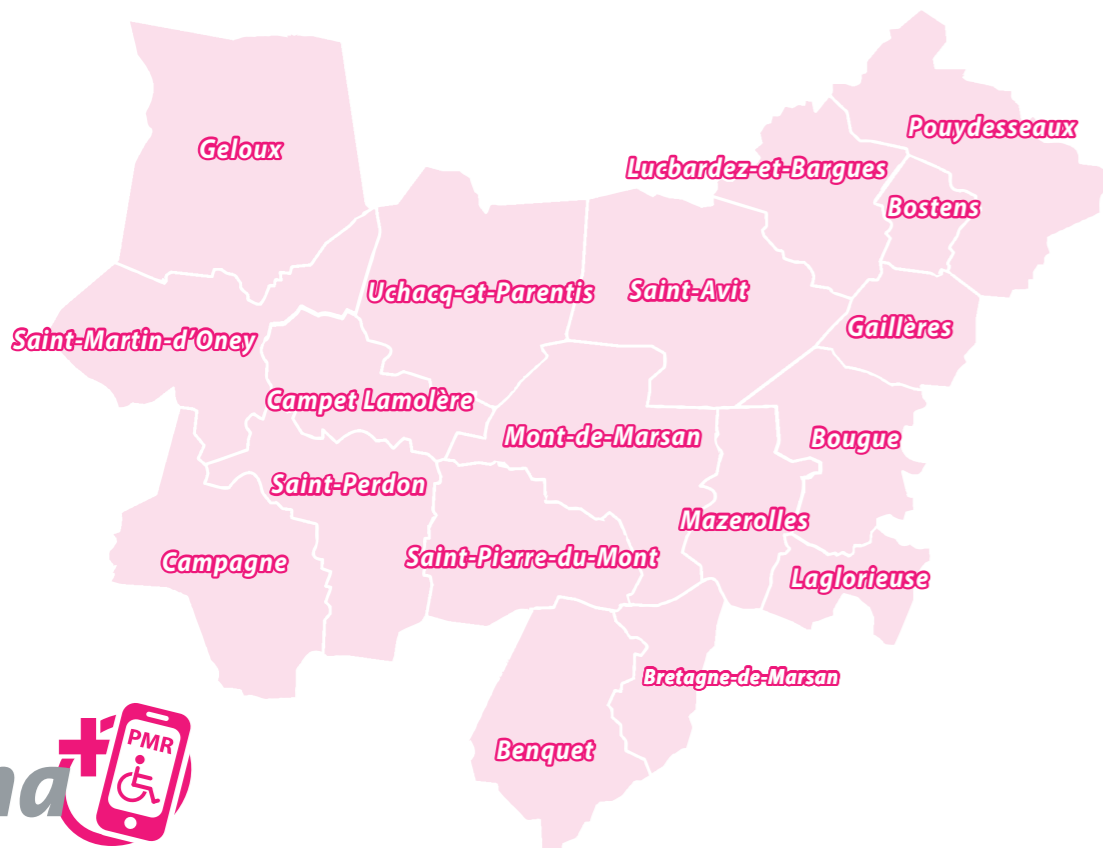 Geloux
Pouydesseaux
Lucbardez-et-Bargues
Bostens
Uchacq-et-Parentis
Saint-Avit
Gaillères
Saint-Martin-d'Oney
Campet Lamolère
Mont-de-Marsan
Bougue
Saint-Perdon
Mazerolles
Campagne
Saint-Pierre-du-Mont
Laglorieuse
Bretagne-de-Marsan
Benquet
PMR
na+